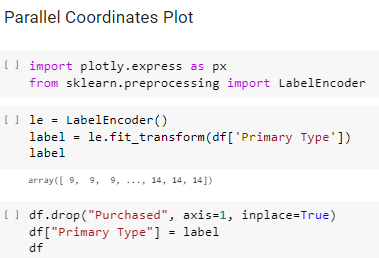 Parallel Coordinates Plot
[ ] import plotly.express as px
from sklearn.preprocessing import LabelEncoder
[ ] le = LabelEncoder()
label = le.fit_transform(df['Primary Type'])
label
array([ 9, 9, 9, ..., 14, 14, 14])
[ ] df.drop("Purchased", axis=1, inplace=True)
df["Primary Type"] = label
df